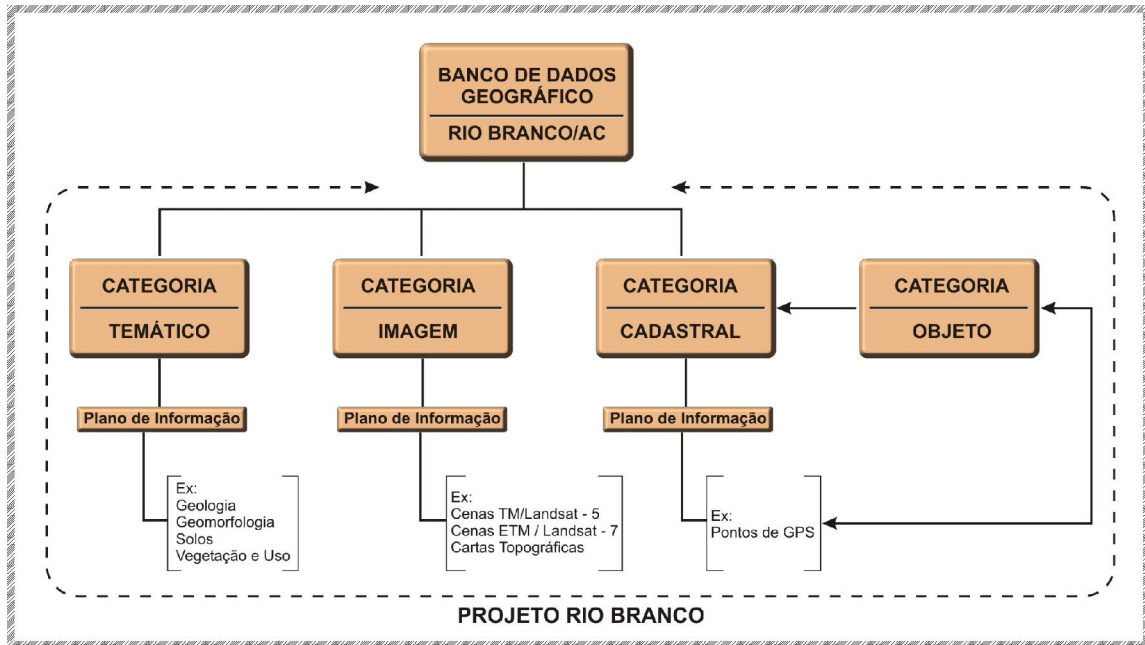 BANCO DE DADOS
GEOGRÁFICO
RIO BRANCO/AC
CATEGORIA
TEMÁTICO
CATEGORIA
IMAGEM
CATEGORIA
CADASTRAL
CATEGORIA
OBJETO
Plano de Informação
Plano de Informação
Plano de Informação
Ex:
Geologia
Geomorfologia
Solos
Vegetação e Uso
Ex:
Cenas TM/Landsat - 5
Cenas ETM / Landsat - 7
Cartas Topográficas
Ex:
Pontos de GPS
PROJETO RIO BRANCO